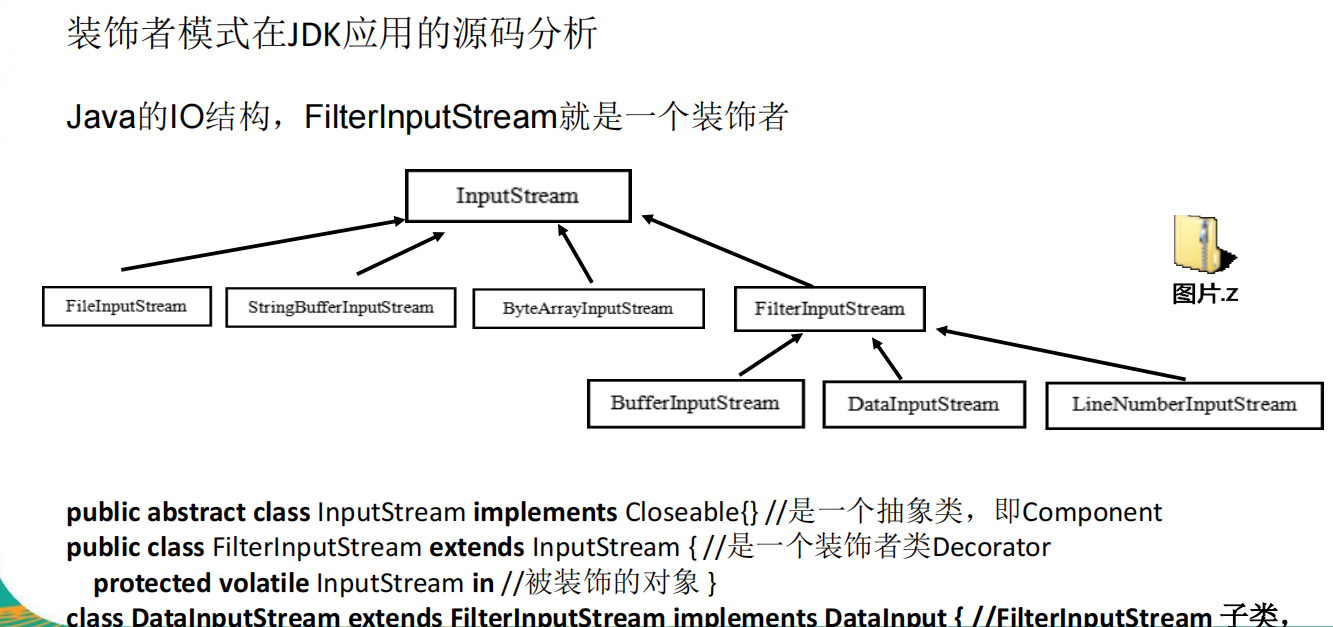 装饰者模式在JDK应用的源码分析
Java的IO结构，FilterInputStream就是一个装饰者
InputStream
图片.z
FileInputStream
StringBufferInputStream
ByteArrayInputStream
FilterInputStream
BufferInputStream
DataInputStream
LineNumberInputStream
public abstract class InputStream implements Closeable{} //是一个抽象类，即Component
public class FilterInputStream extends InputStream { //是一个装饰者类Decorator
protected volatile InputStream in //被装饰的对象 }
class DataInputStream extends FilterInputStream implements DataInput { //FilterInputStream 子类，